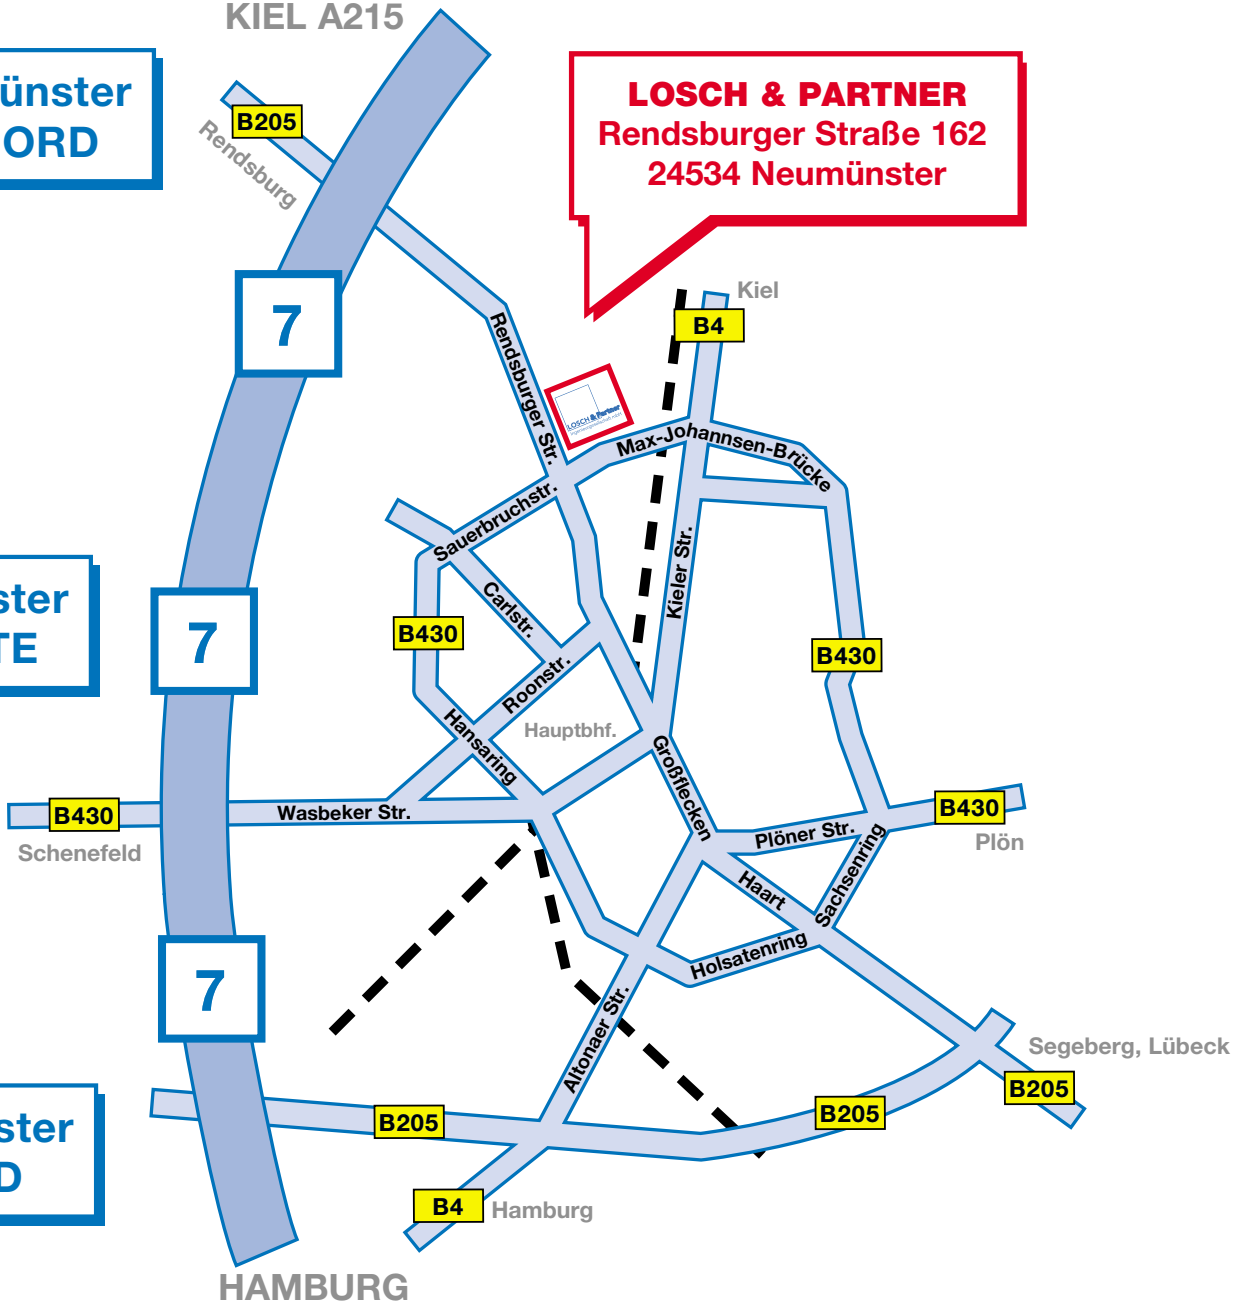 KIEL A215
ünster
ORD
B205
Rendsburg
LOSCH & PARTNER
Rendsburger Straße 162
24534 Neumünster
Kiel
B4
7
Rendsburger Str.
LOSCH & Partner
Max-Johannsen-Brücke
Sauerbruchstr.
Kieler Str.
Carlstr.
ster
TE
7
B430
B430
Roonstr.
Hansaring
Hauptbhf.
Großflecken
B430
Wasbeker Str.
Schenefeld
Plöner Str.
B430
Plön
Haart
Sachsenring
Holsatenring
7
Altonaer Str.
Segeberg, Lübeck
B205
ster
D
B205
B205
B4
Hamburg
HAMBURG